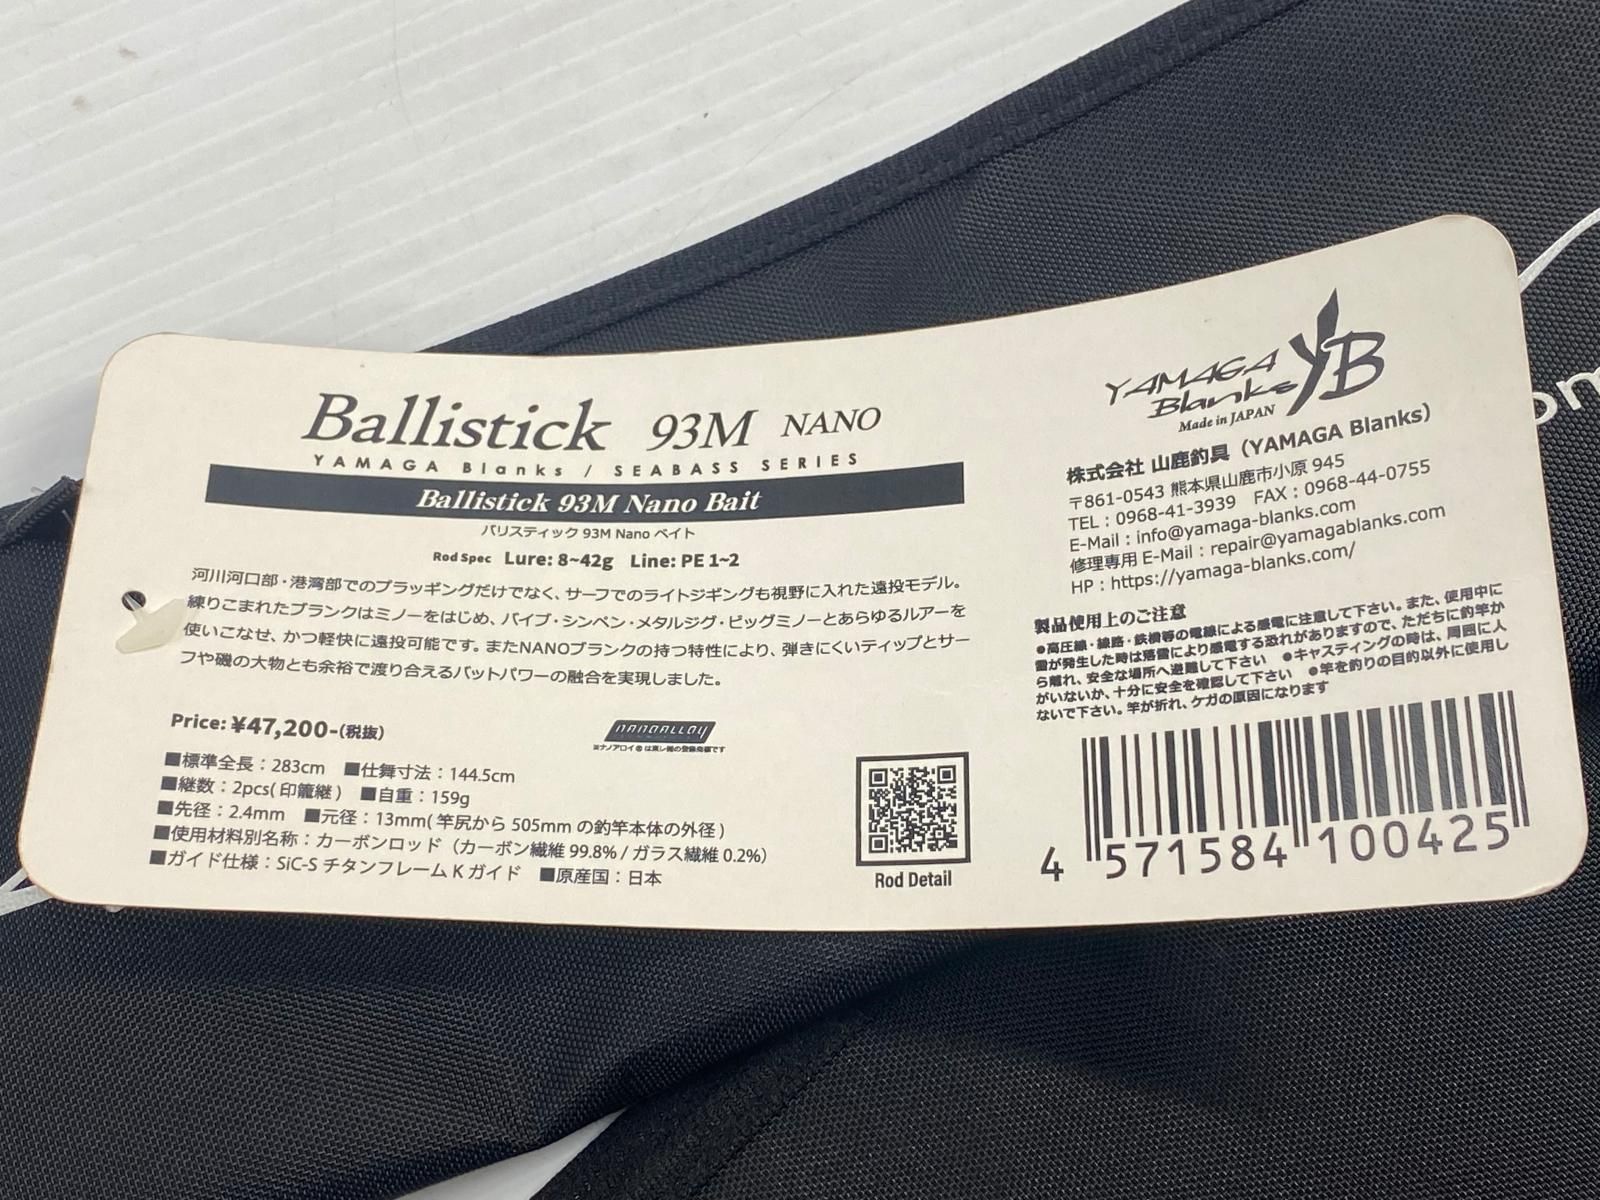 Ballistick 93M NANO
YAMAGA Blanks / SEABASS SERIES
Ballistick 93M Nano Bait
バリスティック 93M Nano ベイト
Rod Spec Lure: 8~42g Line: PE 1~2
河川河口部・港湾部でのプラッギングだけでなく、サーフでのライトジギングも視野に入れた遠投モデル。
練りこまれたブランクはミノーをはじめ、バイブ・シンペン・メタルジグ・ビッグミノーとあらゆるルアーを
使いこなせ、かつ軽快に遠投可能です。またNANOブランクの持つ特性により、弾きにくいティップとサー
フや磯の大物とも余裕で渡り合えるバットパワーの融合を実現しました。
Price: ¥47,200-(税抜)
NANOALLOY
※ナノアロイ®は東レ㈱の登録商標です
■標準全長：283cm ■仕舞寸法：144.5cm
■継数：2pcs( 印籠継 ) ■自重：159g
■先径：2.4mm ■元径：13mm( 竿尻から 505mm の釣竿本体の外径 )
■使用材料別名称：カーボンロッド（カーボン繊維 99.8% / ガラス繊維 0.2%）
■ガイド仕様：SiC-S チタンフレーム K ガイド ■原産国：日本
Rod Detail
YAMAGA
Blanks YB
Made in JAPAN
株式会社 山鹿釣具（YAMAGA Blanks）
〒861-0543 熊本県山鹿市小原 945
TEL：0968-41-3939 FAX：0968-44-0755
E-Mail：info@yamaga-blanks.com
修理専用 E-Mail：repair@yamagablanks.com
HP：https://yamaga-blanks.com/
製品使用上のご注意
●高圧線・線路・鉄橋等の電線による感電に注意して下さい。また、使用中に
雷が発生した時は落雷により感電する恐れがありますので、ただちに釣竿か
ら離れ、安全な場所へ避難して下さい ●キャスティングの時は、周囲に人
がいないか、十分に安全を確認して下さい ●竿を釣りの目的以外に使用し
ないで下さい。竿が折れ、ケガの原因になります
4 571584 100425
om